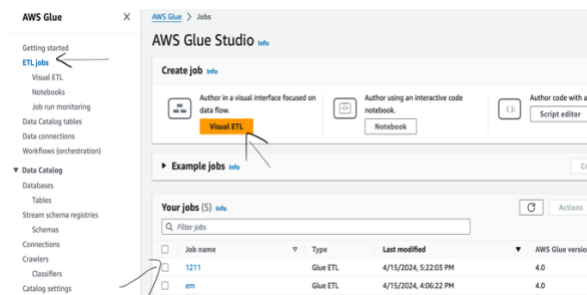 AWS Glue
Getting started
ETL jobs
Visual ETL
Notebooks
Job run monitoring
Data Catalog tables
Data connections
Workflows (orchestration)
Data Catalog
Databases
Tables
Stream schema registries
Schemas
Connections
Crawlers
Classifiers
Catalog settings
AWS Glue > Jobs
AWS Glue Studio Info
Create job Info
Author in a visual interface focused on
data flow.
Visual ETL
Author using an interactive code
notebook.
Notebook
Author code with a
Script editor
Example jobs Info
Your jobs (5) Info
Actions
Filter jobs
Job name Type Last modified AWS Glue versio
1211 Glue ETL 4/15/2024, 5:22:03 PM 4.0
em Glue ETL 4/15/2024, 4:06:22 PM 4.0